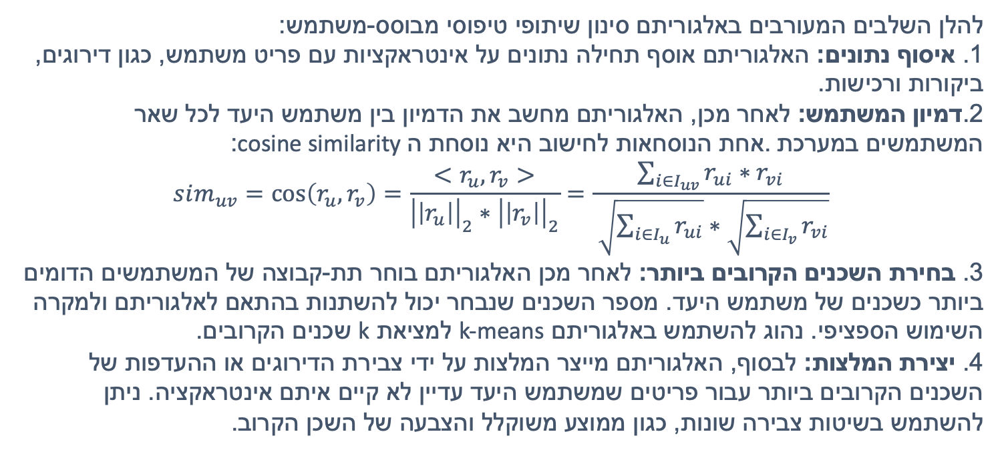 להלן השלבים המעורבים באלגוריתם סינון שיתופי טיפוסי מבוסס-משתמש:
1. איסוף נתונים: האלגוריתם אוסף תחילה נתונים על אינטראקציות עם פריט משתמש, כגון דירוגים,
ביקורות ורכישות.
2.דמיון המשתמש: לאחר מכן, האלגוריתם מחשב את הדמיון בין משתמש היעד לכל שאר
המשתמשים במערכת .אחת הנוסחאות לחישוב היא נוסחת ה cosine similarity:
$sim_{uv} = \cos(r_u, r_v) = \frac{<r_u, r_v>}{||r_u||_2 * ||r_v||_2} = \frac{\sum_{i \in I_{uv}} r_{ui} * r_{vi}}{\sqrt{\sum_{i \in I_u} r_{ui}} * \sqrt{\sum_{i \in I_v} r_{vi}}}$
3. בחירת השכנים הקרובים ביותר: לאחר מכן האלגוריתם בוחר תת-קבוצה של המשתמשים הדומים
ביותר כשכנים של משתמש היעד. מספר השכנים שנבחר יכול להשתנות בהתאם לאלגוריתם ולמקרה
השימוש הספציפי. נהוג להשתמש באלגוריתם k-means למציאת k שכנים הקרובים.
4. יצירת המלצות: לבסוף, האלגוריתם מייצר המלצות על ידי צבירת הדירוגים או ההעדפות של
השכנים הקרובים ביותר עבור פריטים שמשתמש היעד עדיין לא קיים איתם אינטראקציה. ניתן
להשתמש בשיטות צבירה שונות, כגון ממוצע משוקלל והצבעה של השכן הקרוב.